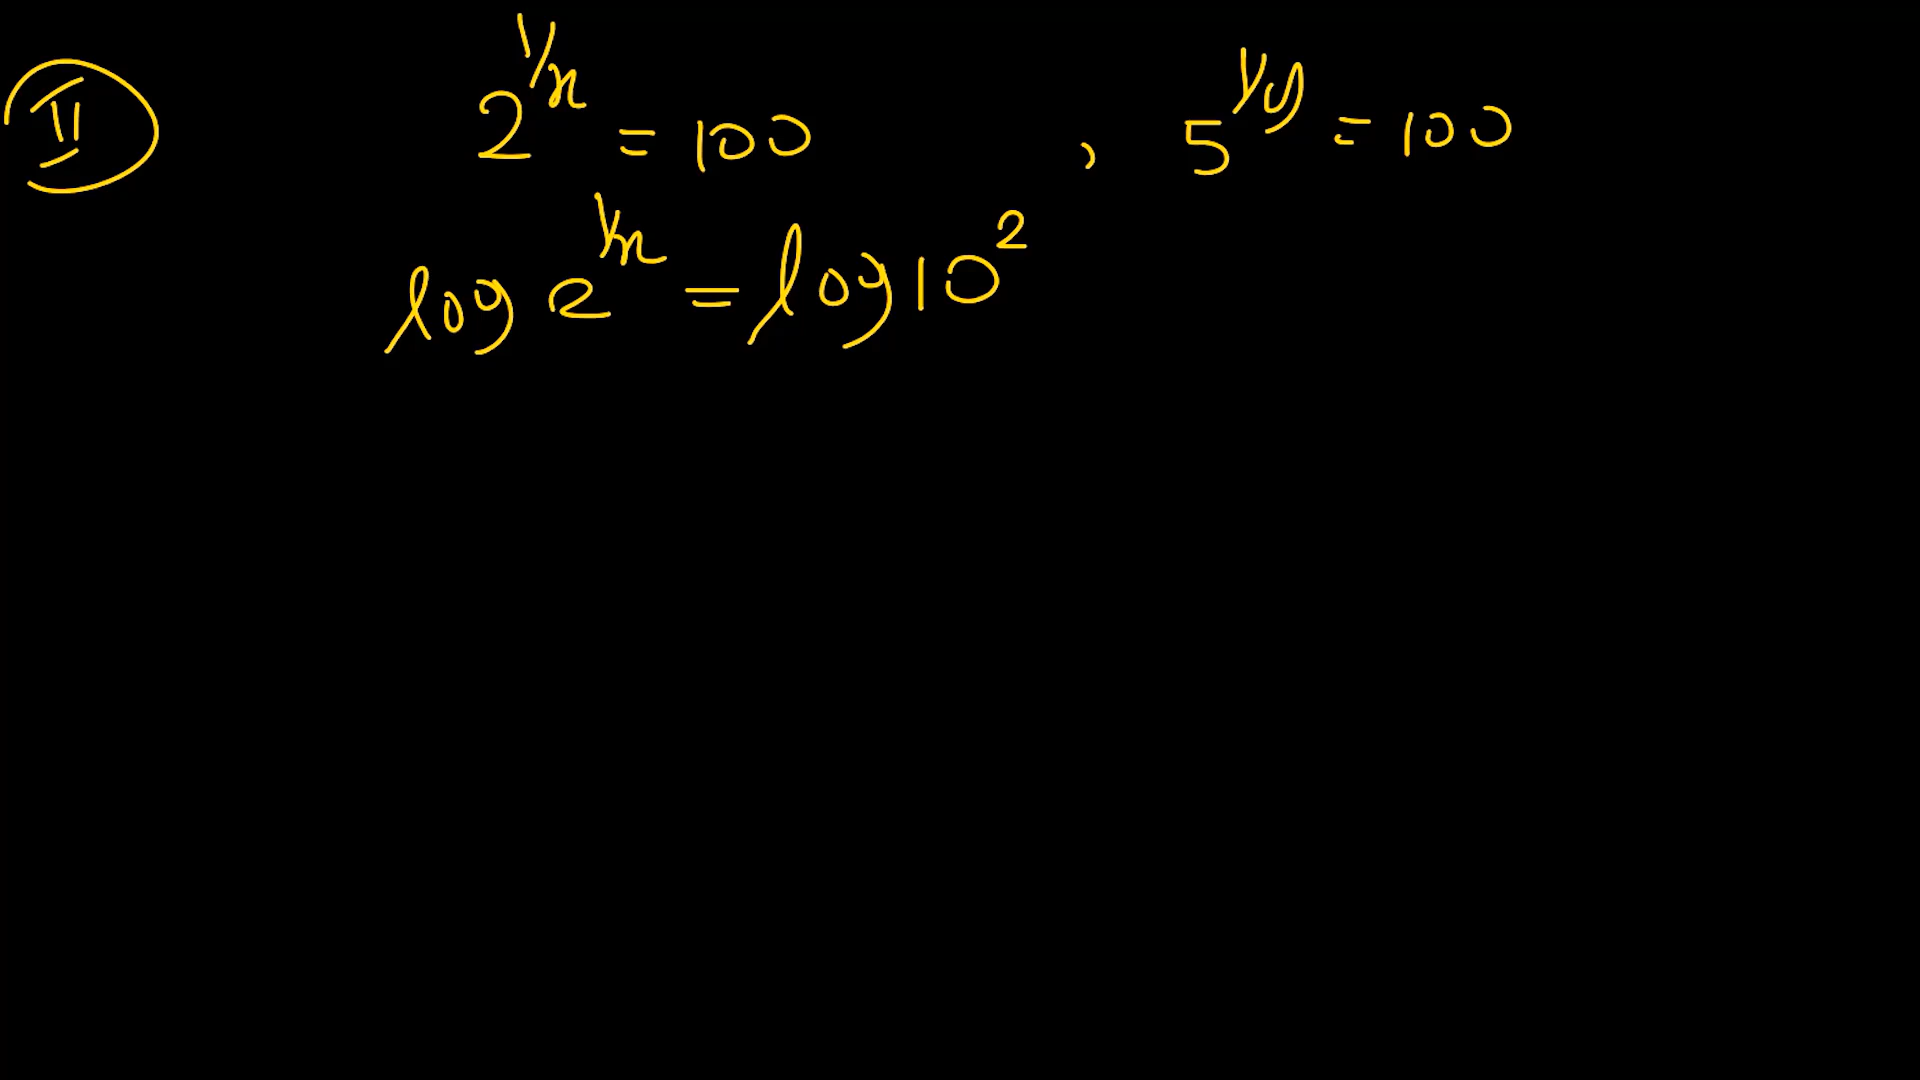 II 2^{1/x} = 100 , 5^{1/y} = 100
log 2^{1/x} = log 10^2